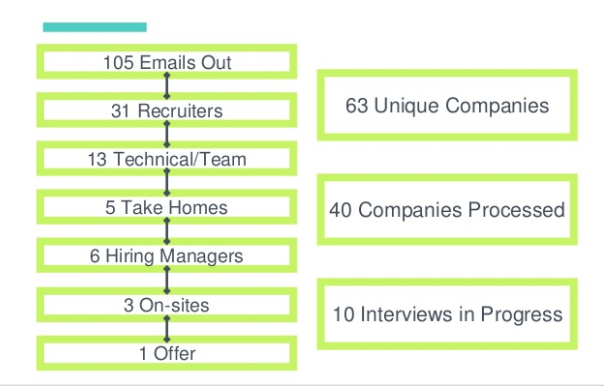 105 Emails Out
31 Recruiters
13 Technical/Team
5 Take Homes
6 Hiring Managers
3 On-sites
1 Offer
63 Unique Companies
40 Companies Processed
10 Interviews in Progress